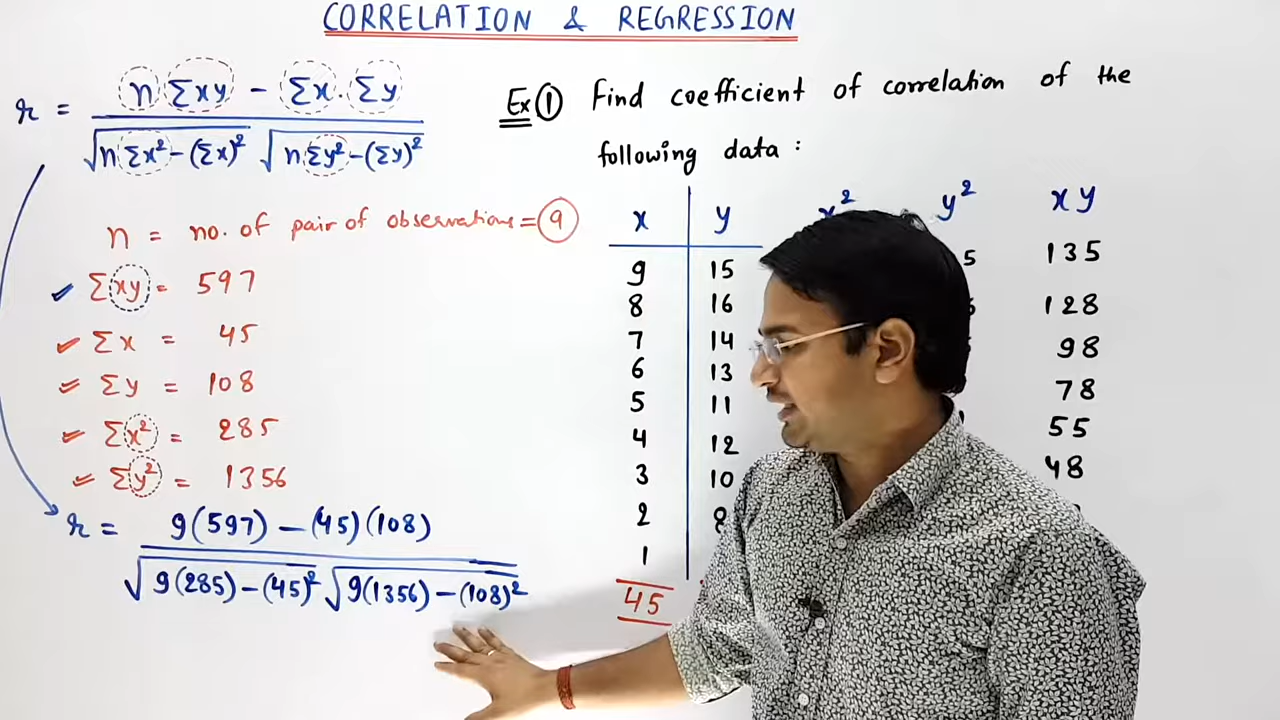 CORRELATION & REGRESSION
r = n Σxy - Σx . Σy
√nΣx²-(Σx)² √nΣy²-(Σy)²
n = no. of pair of observations = 9
Σxy = 597
Σx = 45
Σy = 108
Σx² = 285
Σy² = 1356
r = 9(597) - (45)(108)
√9(285)-(45)² √9(1356)-(108)²
Ex ① Find coefficient of correlation of the
following data :
x y x² y² xy
9 15 5 135
8 16 128
7 14 98
6 13 78
5 11 55
4 12 48
3 10
2 8
1
45